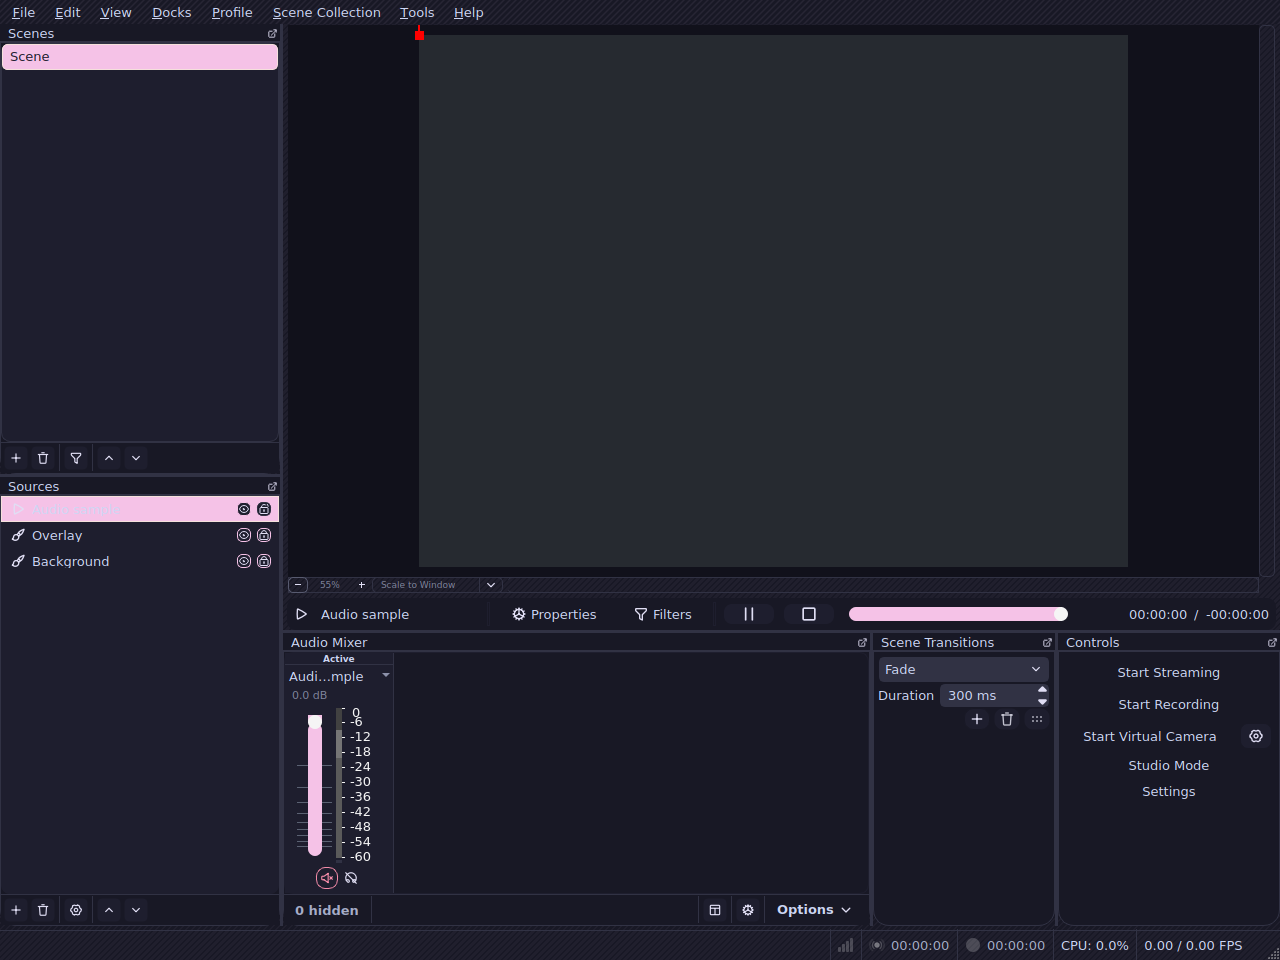 File Edit View Docks Profile Scene Collection Tools Help
Scenes
Scene
Sources
Overlay
Background
55%
Scale to Window
Audio sample
Properties
Filters
00:00:00 / -00:00:00
Audio Mixer
Active
Audi...mple
0.0 dB
0
-6
-12
-18
-24
-30
-36
-42
-48
-54
-60
0 hidden
Options
Scene Transitions
Fade
Duration 300 ms
Controls
Start Streaming
Start Recording
Start Virtual Camera
Studio Mode
Settings
00:00:00
00:00:00
CPU: 0.0%
0.00 / 0.00 FPS